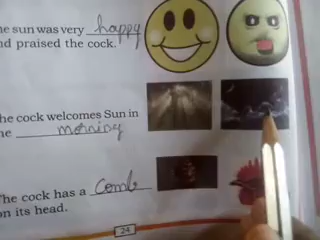 he sun was very happy
nd praised the cock.
he cock welcomes Sun in
he morning
The cock has a comb
on its head.
24